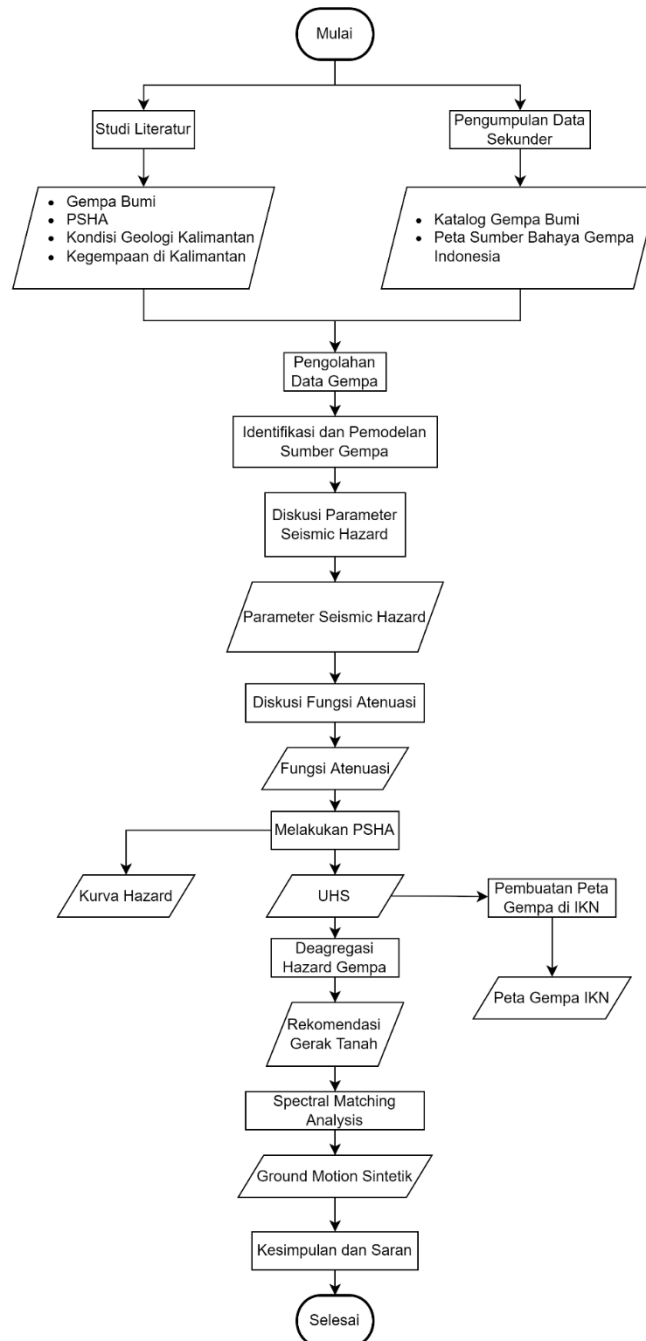 Mulai
Studi Literatur
Pengumpulan Data
Sekunder
• Gempa Bumi
• PSHA
• Kondisi Geologi Kalimantan
• Kegempaan di Kalimantan
• Katalog Gempa Bumi
• Peta Sumber Bahaya Gempa
Indonesia
Pengolahan
Data Gempa
Identifikasi dan Pemodelan
Sumber Gempa
Diskusi Parameter
Seismic Hazard
Parameter Seismic Hazard
Diskusi Fungsi Atenuasi
Fungsi Atenuasi
Melakukan PSHA
Kurva Hazard
UHS
Pembuatan Peta
Gempa di IKN
Deagregasi
Hazard Gempa
Peta Gempa IKN
Rekomendasi
Gerak Tanah
Spectral Matching
Analysis
Ground Motion Sintetik
Kesimpulan dan Saran
Selesai